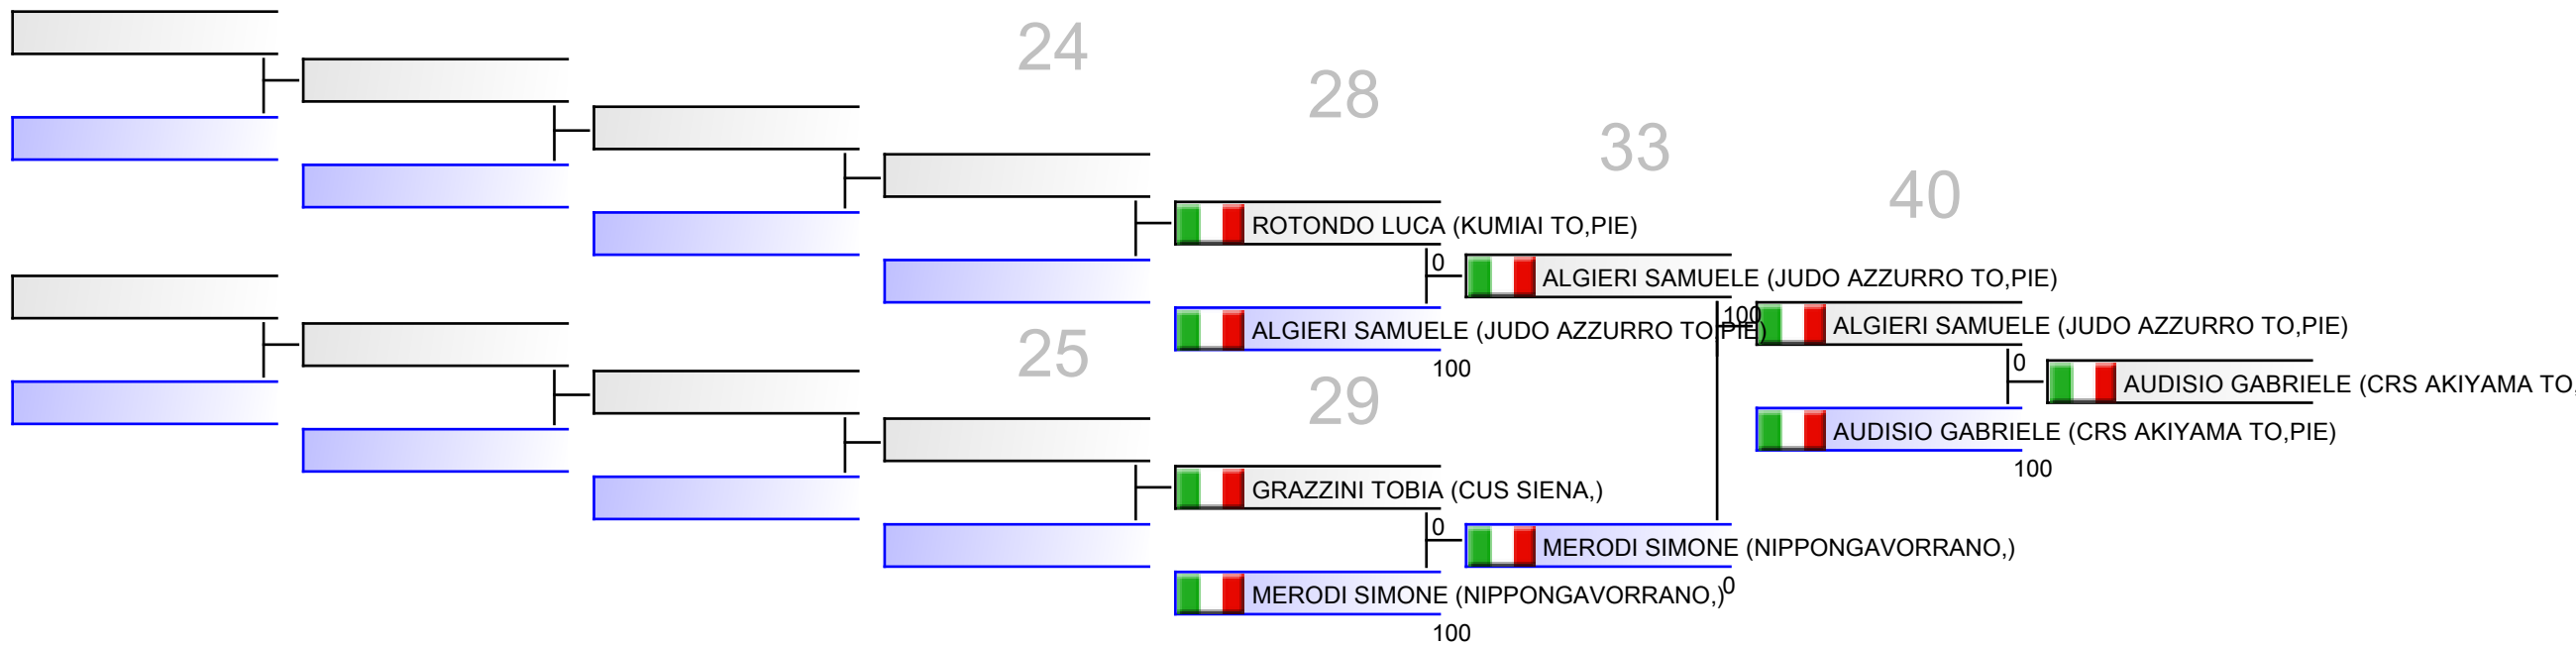 24
28
33
40
ROTONDO LUCA (KUMIAI TO,PIE)
0
ALGIERI SAMUELE (JUDO AZZURRO TO,PIE)
100
ALGIERI SAMUELE (JUDO AZZURRO TO,PIE)
ALGIERI SAMUELE (JUDO AZZURRO TO,PIE)
25
100
0
AUDISIO GABRIELE (CRS AKIYAMA TO,
29
AUDISIO GABRIELE (CRS AKIYAMA TO,PIE)
100
GRAZZINI TOBIA (CUS SIENA,)
0
MERODI SIMONE (NIPPONGAVORRANO,)
MERODI SIMONE (NIPPONGAVORRANO,)
0
100